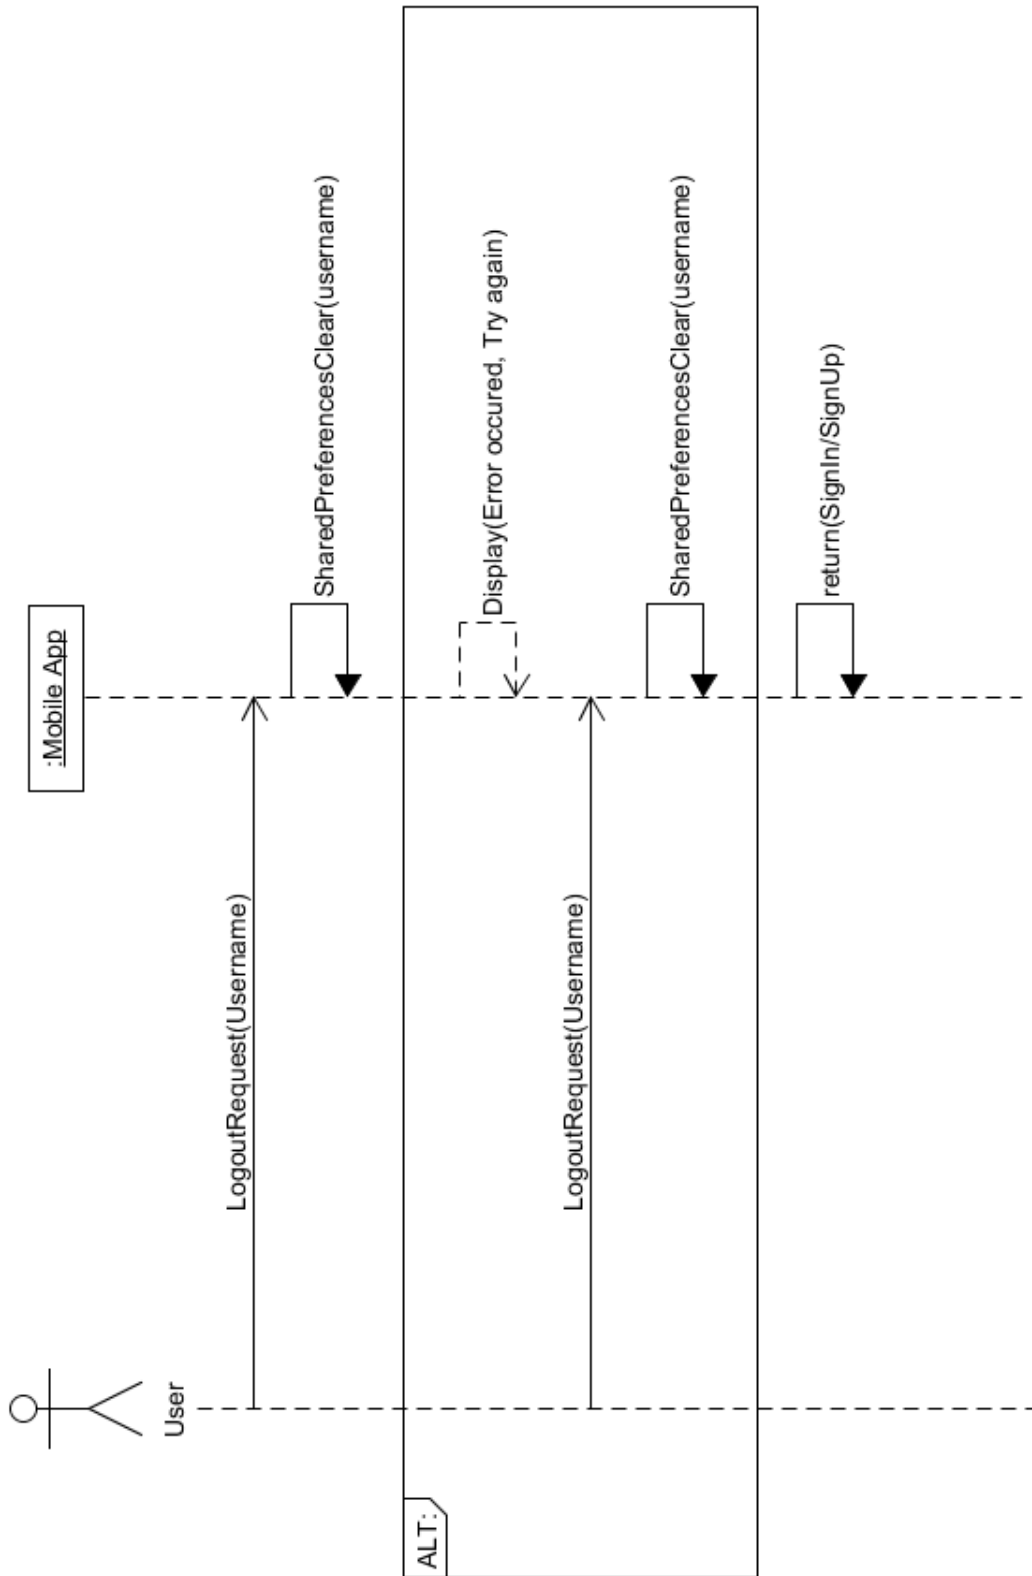 User
:Mobile App
LogoutRequest(Username)
SharedPreferencesClear(username)
ALT:
Display(Error occured, Try again)
LogoutRequest(Username)
SharedPreferencesClear(username)
return(SignIn/SignUp)